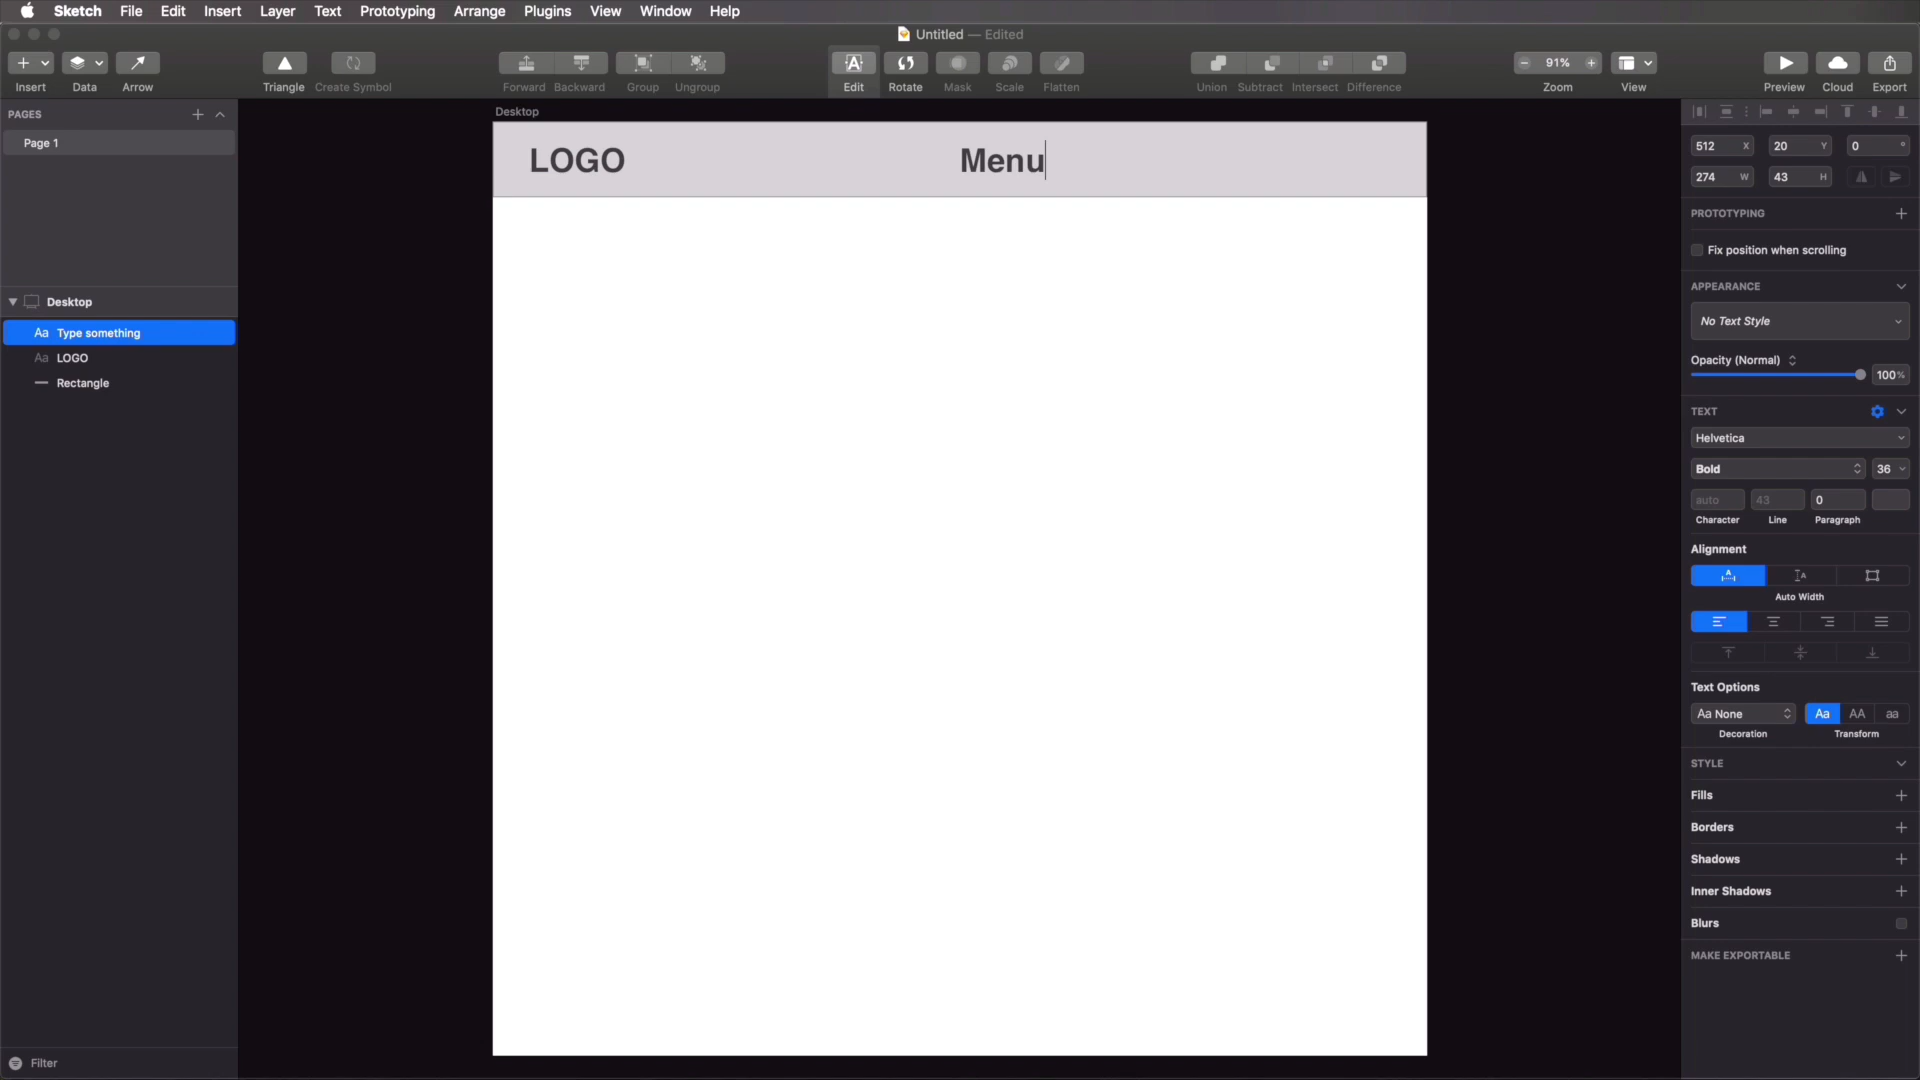 Sketch File Edit Insert Layer Text Prototyping Arrange Plugins View Window Help
Untitled — Edited
91%
Insert Data Arrow Triangle Create Symbol Forward Backward Group Ungroup Edit Rotate Mask Scale Flatten Union Subtract Intersect Difference Zoom View Preview Cloud Export
PAGES
Page 1
Desktop
Aa Type something
Aa LOGO
Rectangle
Filter
Desktop
LOGO Menu
512 X 20 Y 0 °
274 W 43 H
PROTOTYPING
Fix position when scrolling
APPEARANCE
No Text Style
Opacity (Normal)
100%
TEXT
Helvetica
Bold 36
auto 43 0
Character Line Paragraph
Alignment
Auto Width
Text Options
Aa None Aa AA aa
Decoration Transform
STYLE
Fills
Borders
Shadows
Inner Shadows
Blurs
MAKE EXPORTABLE